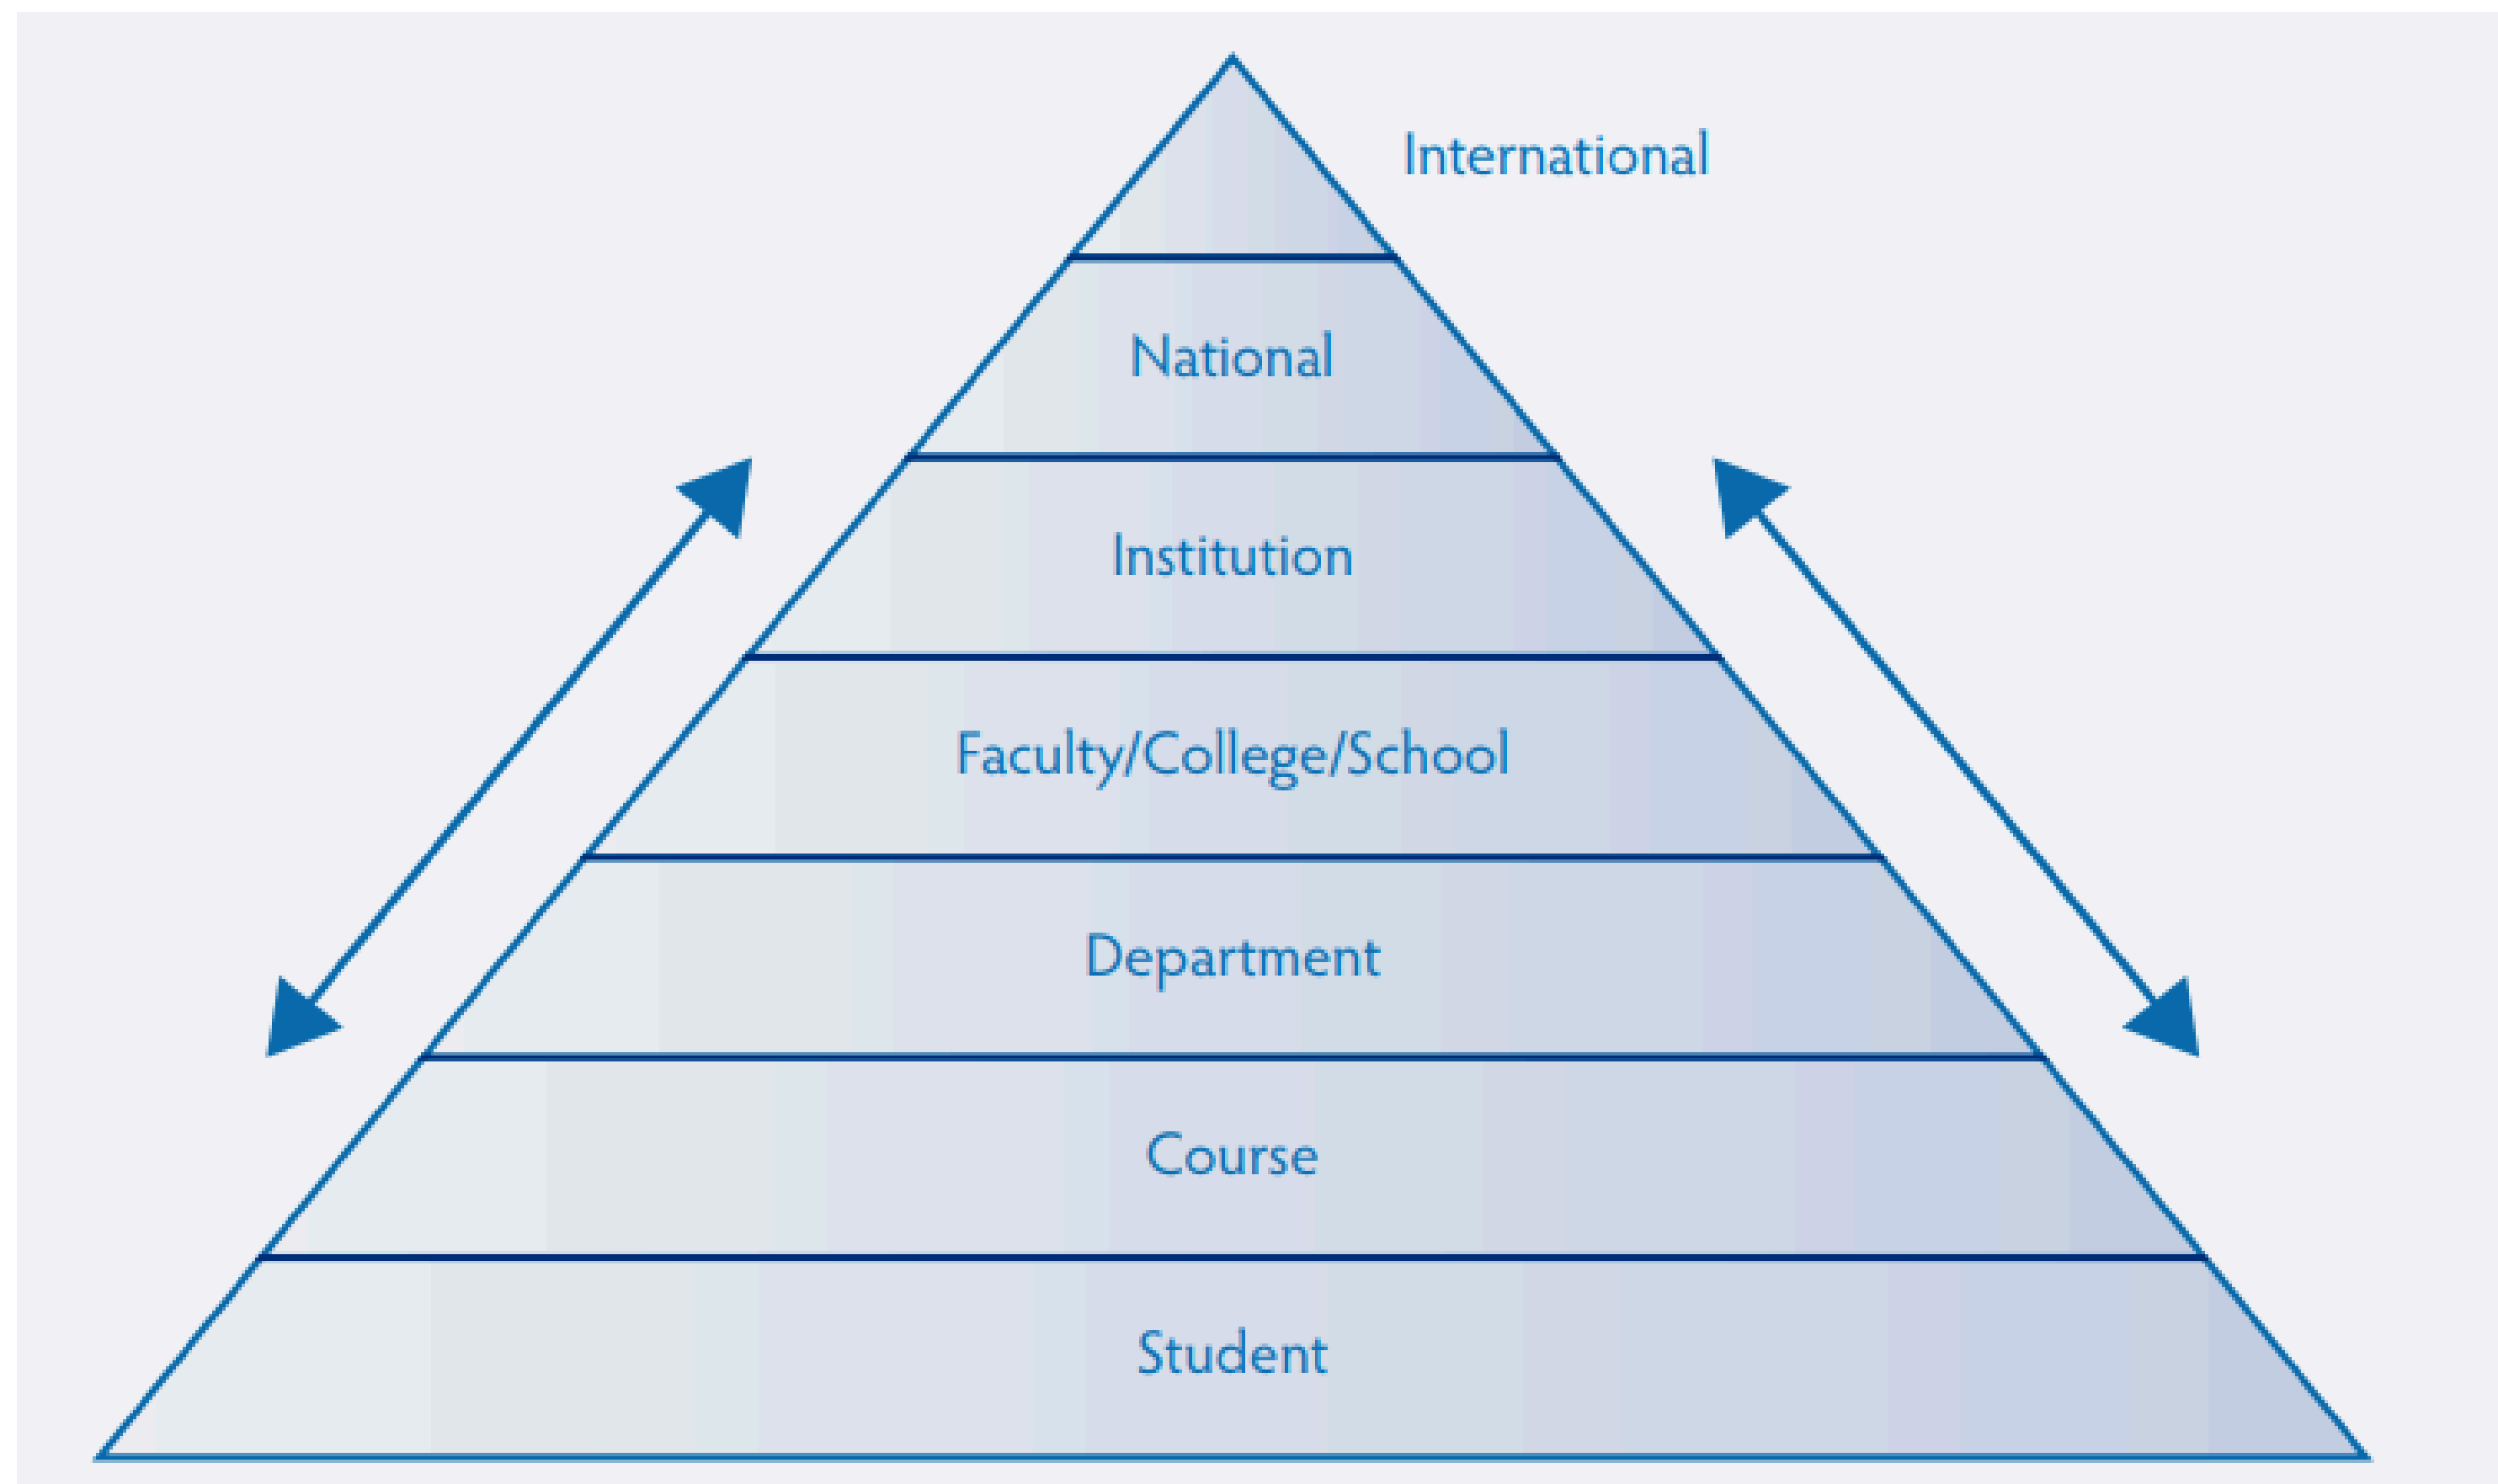 International
National
Institution
Faculty/College/School
Department
Course
Student